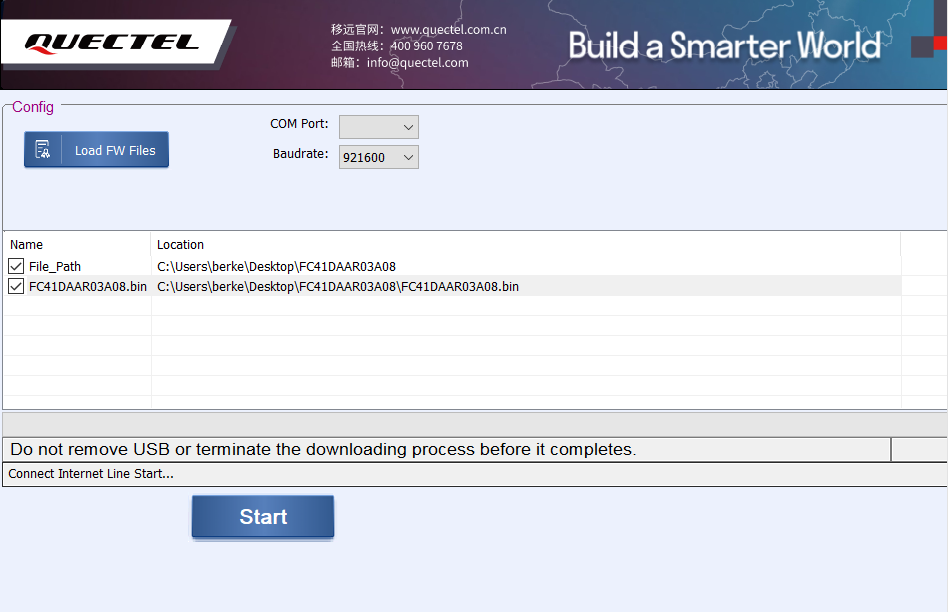 QUECTEL
移远官网：www.quectel.com.cn
全国热线：400 960 7678
邮箱：info@quectel.com
Build a Smarter World
Config
Load FW Files
COM Port:
Baudrate: 921600
Name Location
File_Path C:\Users\berke\Desktop\FC41DAAR03A08
FC41DAAR03A08.bin C:\Users\berke\Desktop\FC41DAAR03A08\FC41DAAR03A08.bin
Do not remove USB or terminate the downloading process before it completes.
Connect Internet Line Start...
Start